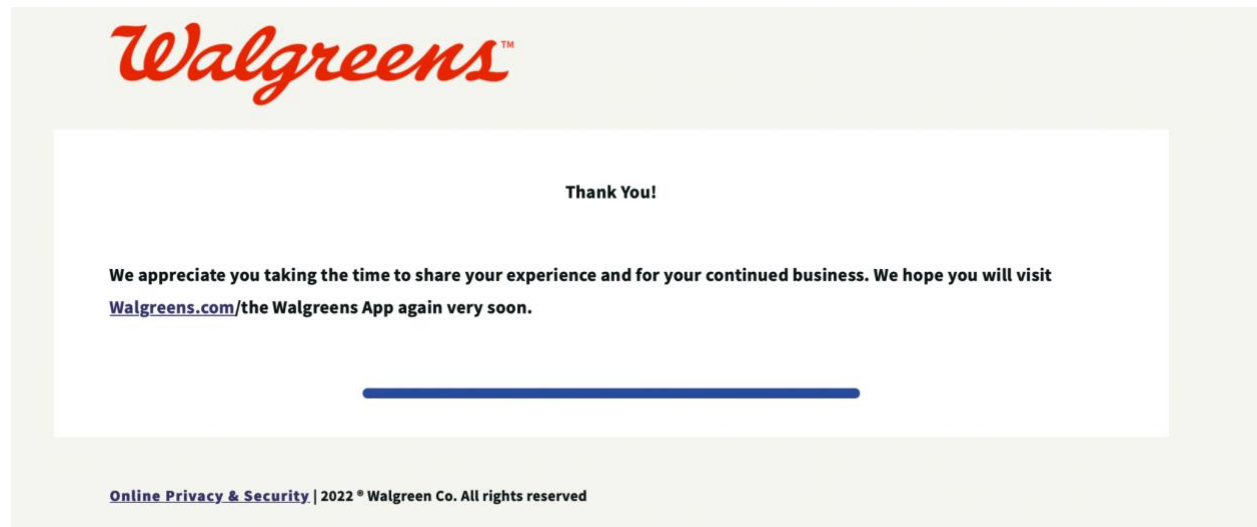 Walgreens™
Thank You!
We appreciate you taking the time to share your experience and for your continued business. We hope you will visit
Walgreens.com/the Walgreens App again very soon.
Online Privacy & Security | 2022 ® Walgreen Co. All rights reserved